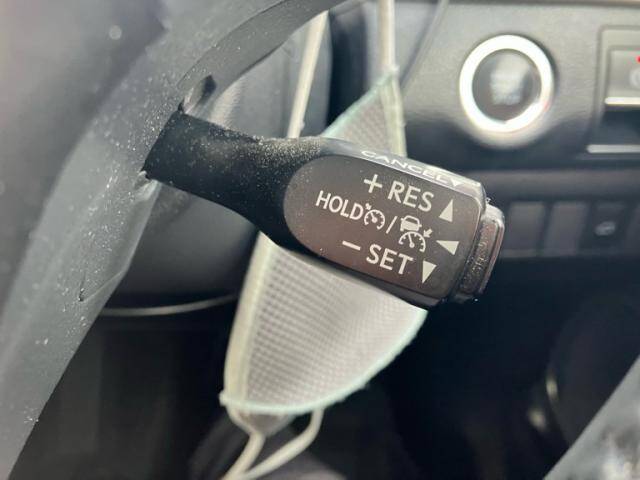 CANCEL
+ RES
HOLD /
− SET